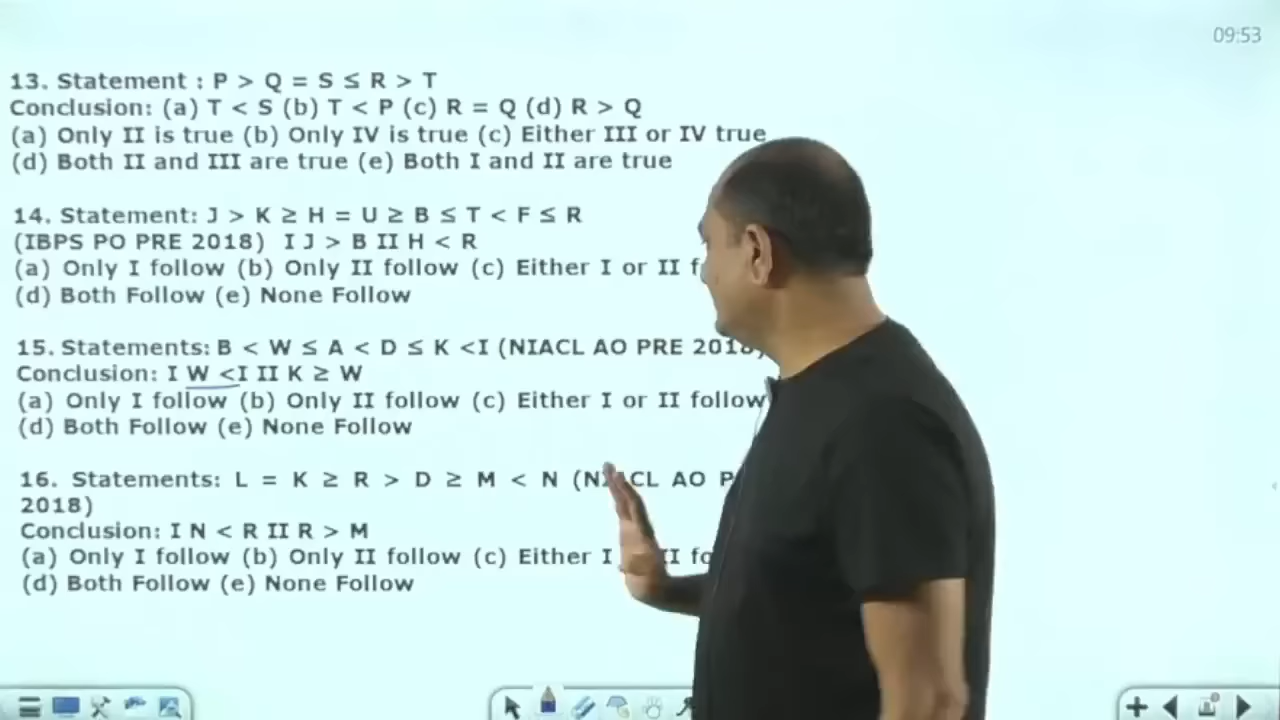 09:53
13. Statement : P > Q = S ≤ R > T
Conclusion: (a) T < S (b) T < P (c) R = Q (d) R > Q
(a) Only II is true (b) Only IV is true (c) Either III or IV true
(d) Both II and III are true (e) Both I and II are true
14. Statement: J > K ≥ H = U ≥ B ≤ T < F ≤ R
(IBPS PO PRE 2018) I J > B II H < R
(a) Only I follow (b) Only II follow (c) Either I or II
(d) Both Follow (e) None Follow
15. Statements: B < W ≤ A < D ≤ K <I (NIACL AO PRE 2018)
Conclusion: I W <I II K ≥ W
(a) Only I follow (b) Only II follow (c) Either I or II follow
(d) Both Follow (e) None Follow
16. Statements: L = K ≥ R > D ≥ M < N AO
2018)
Conclusion: I N < R II R > M
(a) Only I follow (b) Only II follow (c) Either I
(d) Both Follow (e) None Follow